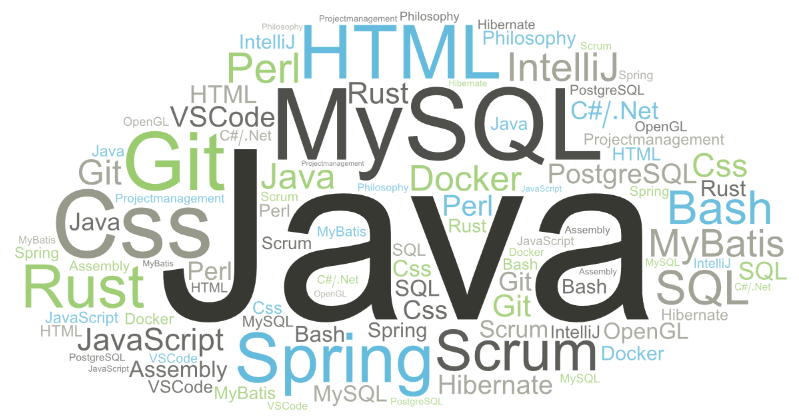 Projectmanagement Philosophy
Philosophy Hibernate
IntelliJ HTML Philosophy
Scrum
Perl IntelliJ Spring
Hibernate
HTML Rust PostgreSQL
VSCode MySQL C#/.Net
OpenGL Java OpenGL
C#/.Net Projectmanagement
Java Git HTML
Git Projectmanagement PostgreSQL Css
Java Docker
Philosophy JavaScript Spring Rust
Projectmanagement Scrum Perl Bash
Css Java Perl
Java Rust Assembly
MyBatis Scrum MyBatis JavaScript MyBatis
Spring SQL Docker
Assembly MyBatis Perl Css Bash Assembly MySQL IntelliJ SQL
Rust HTML C#/.Net SQL Git Bash SQL C#/.Net
OpenGL
Css Css Git Hibernate
JavaScript Docker MySQL
HTML JavaScript Bash Spring Scrum IntelliJ OpenGL
PostgreSQL VSCode Spring Scrum Docker
JavaScript Assembly
VSCode MyBatis MySQL Hibernate MySQL
VSCode PostgreSQL